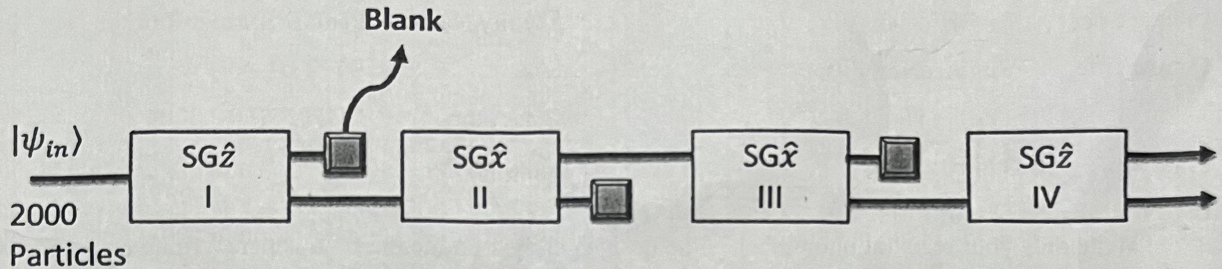 Blank
|ψ_in⟩
2000
Particles
SGẑ
I
SGx̂
II
SGx̂
III
SGẑ
IV